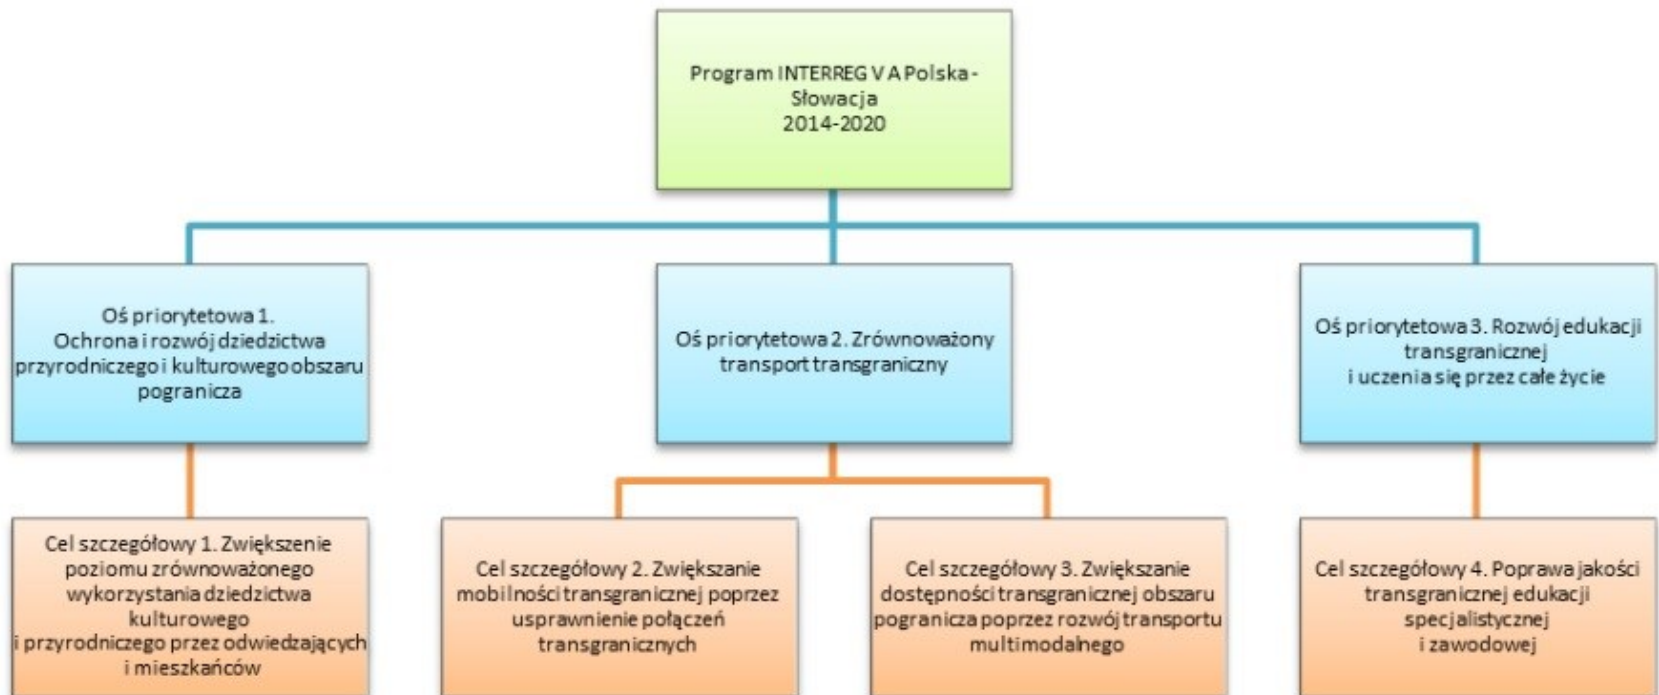 Program INTERREG V A Polska -
Słowacja
2014-2020
Oś priorytetowa 1.
Ochrona i rozwój dziedzictwa
przyrodniczego i kulturowego obszaru
pogranicza
Oś priorytetowa 2. Zrównoważony
transport transgraniczny
Oś priorytetowa 3. Rozwój edukacji
transgranicznej
i uczenia się przez całe życie
Cel szczegółowy 1. Zwiększenie
poziomu zrównoważonego
wykorzystania dziedzictwa
kulturowego
i przyrodniczego przez odwiedzających
i mieszkańców
Cel szczegółowy 2. Zwiększanie
mobilności transgranicznej poprzez
usprawnienie połączeń
transgranicznych
Cel szczegółowy 3. Zwiększanie
dostępności transgranicznej obszaru
pogranicza poprzez rozwój transportu
multimodalnego
Cel szczegółowy 4. Poprawa jakości
transgranicznej edukacji
specjalistycznej
i zawodowej